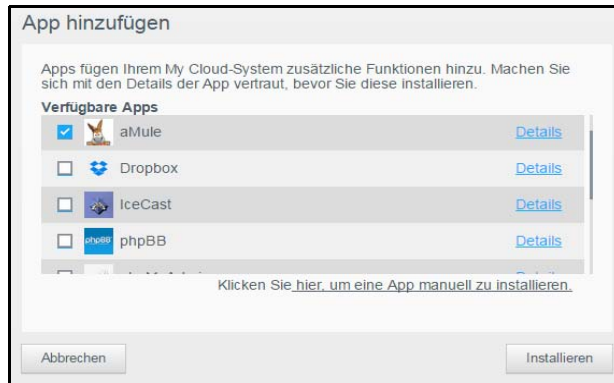 App hinzufügen
Apps fügen Ihrem My Cloud-System zusätzliche Funktionen hinzu. Machen Sie
sich mit den Details der App vertraut, bevor Sie diese installieren.
Verfügbare Apps
aMule Details
Dropbox Details
IceCast Details
phpBB phpBB Details
Klicken Sie hier, um eine App manuell zu installieren.
Abbrechen Installieren